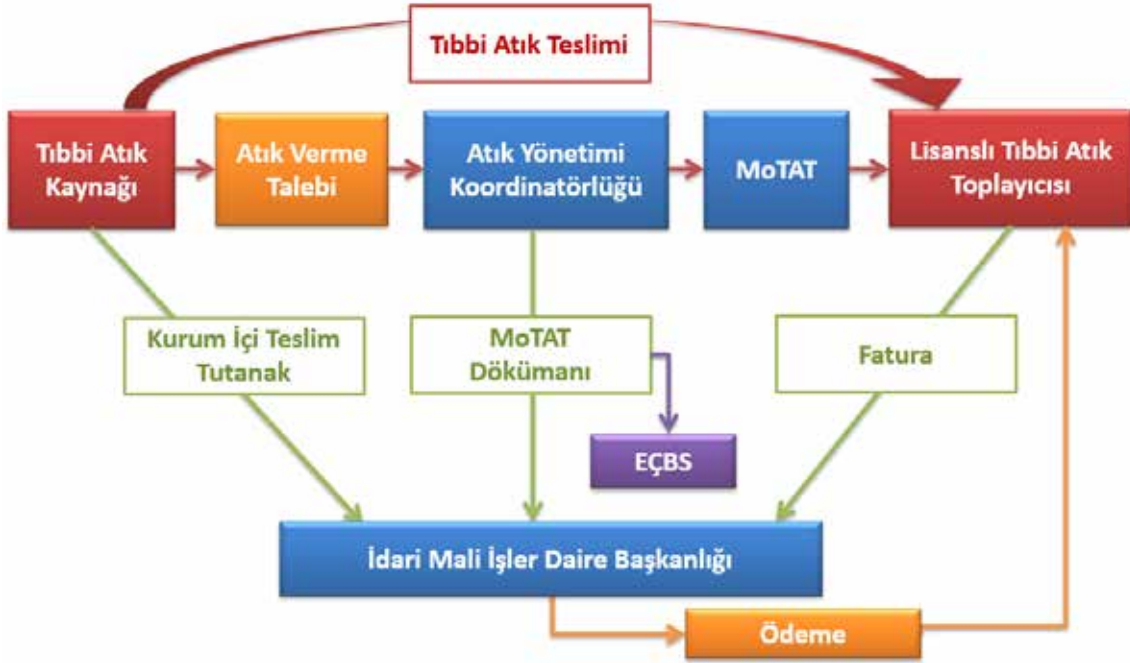 Tıbbi Atık Teslimi
Tıbbi Atık
Kaynağı
Atık Verme
Talebi
Atık Yönetimi
Koordinatörlüğü
MoTAT
Lisanslı Tıbbi Atık
Toplayıcısı
Kurum İçi Teslim
Tutanak
MoTAT
Dökümanı
Fatura
EÇBS
İdari Mali İşler Daire Başkanlığı
Ödeme